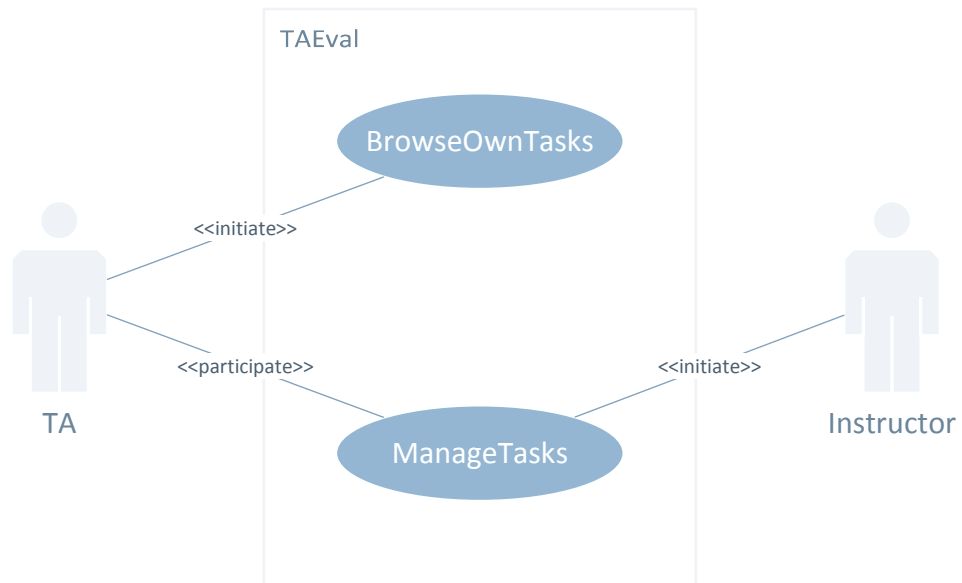 TAEval
BrowseOwnTasks
<<initiate>>
<<participate>>
<<initiate>>
TA
Instructor
ManageTasks